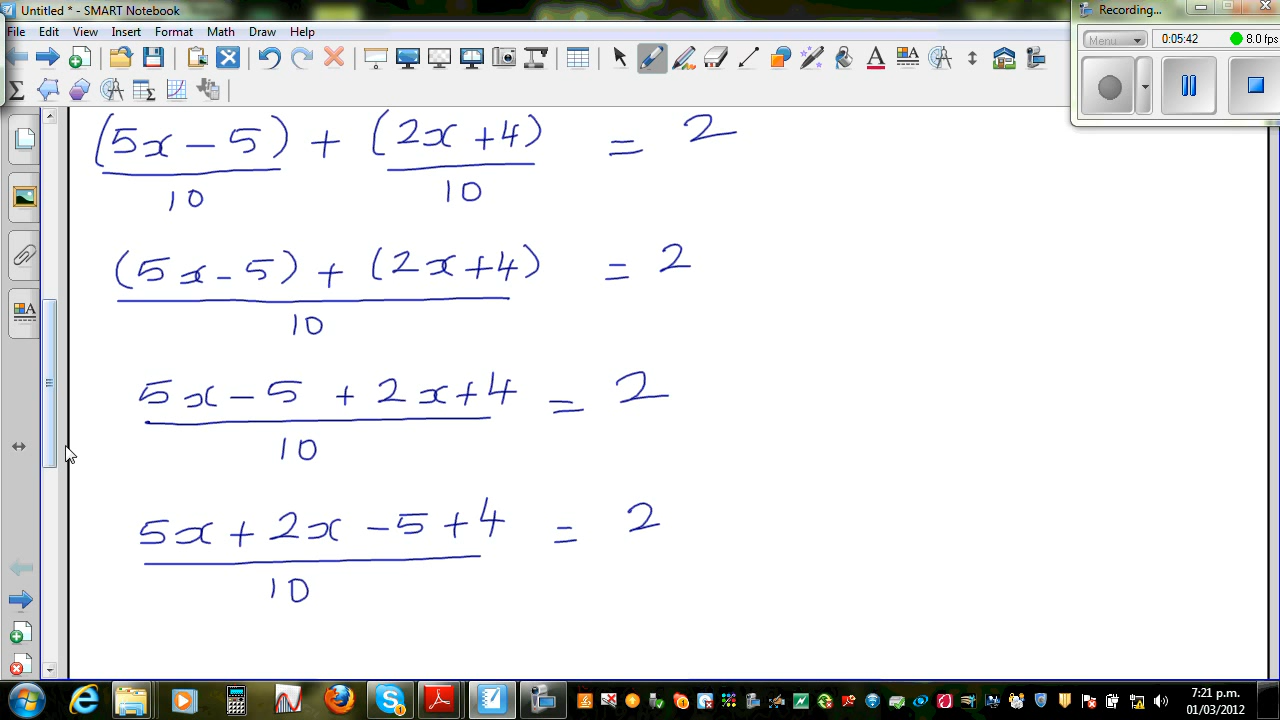 Untitled * - SMART Notebook
Recording...
File Edit View Insert Format Math Draw Help
Menu 0:05:42 8.0 fps
(5x - 5) + (2x + 4) = 2
10 10
(5x - 5) + (2x + 4) = 2
10
5x - 5 + 2x + 4 = 2
10
5x + 2x - 5 + 4 = 2
10
7:21 p.m.
01/03/2012